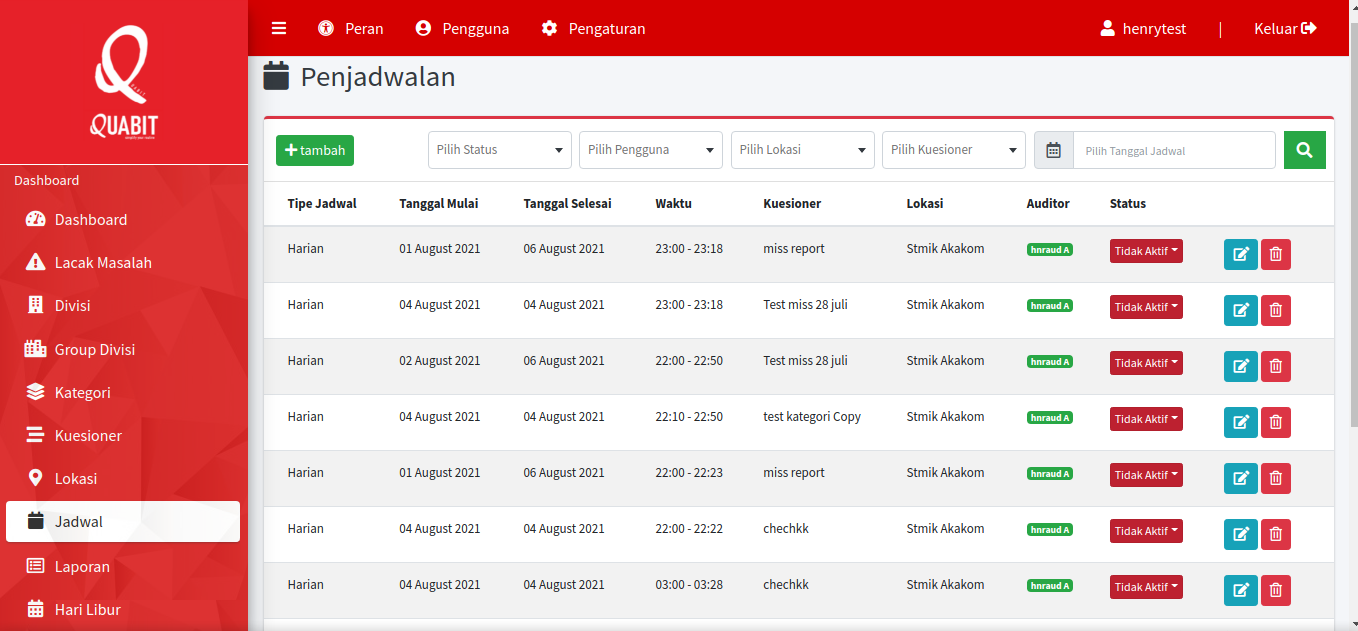 Peran Pengguna Pengaturan henrytest | Keluar
QUABIT
Penjadwalan
tambah Pilih Status Pilih Pengguna Pilih Lokasi Pilih Kuesioner Pilih Tanggal Jadwal
Dashboard
Dashboard
Lacak Masalah
Divisi
Group Divisi
Kategori
Kuesioner
Lokasi
Jadwal
Laporan
Hari Libur
Tipe Jadwal Tanggal Mulai Tanggal Selesai Waktu Kuesioner Lokasi Auditor Status
Harian 01 August 2021 06 August 2021 23:00 - 23:18 miss report Stmik Akakom hnraud A Tidak Aktif
Harian 04 August 2021 04 August 2021 23:00 - 23:18 Test miss 28 juli Stmik Akakom hnraud A Tidak Aktif
Harian 02 August 2021 06 August 2021 22:00 - 22:50 Test miss 28 juli Stmik Akakom hnraud A Tidak Aktif
Harian 04 August 2021 04 August 2021 22:10 - 22:50 test kategori Copy Stmik Akakom hnraud A Tidak Aktif
Harian 01 August 2021 06 August 2021 22:00 - 22:23 miss report Stmik Akakom hnraud A Tidak Aktif
Harian 04 August 2021 04 August 2021 22:00 - 22:22 chechkk Stmik Akakom hnraud A Tidak Aktif
Harian 04 August 2021 04 August 2021 03:00 - 03:28 chechkk Stmik Akakom hnraud A Tidak Aktif